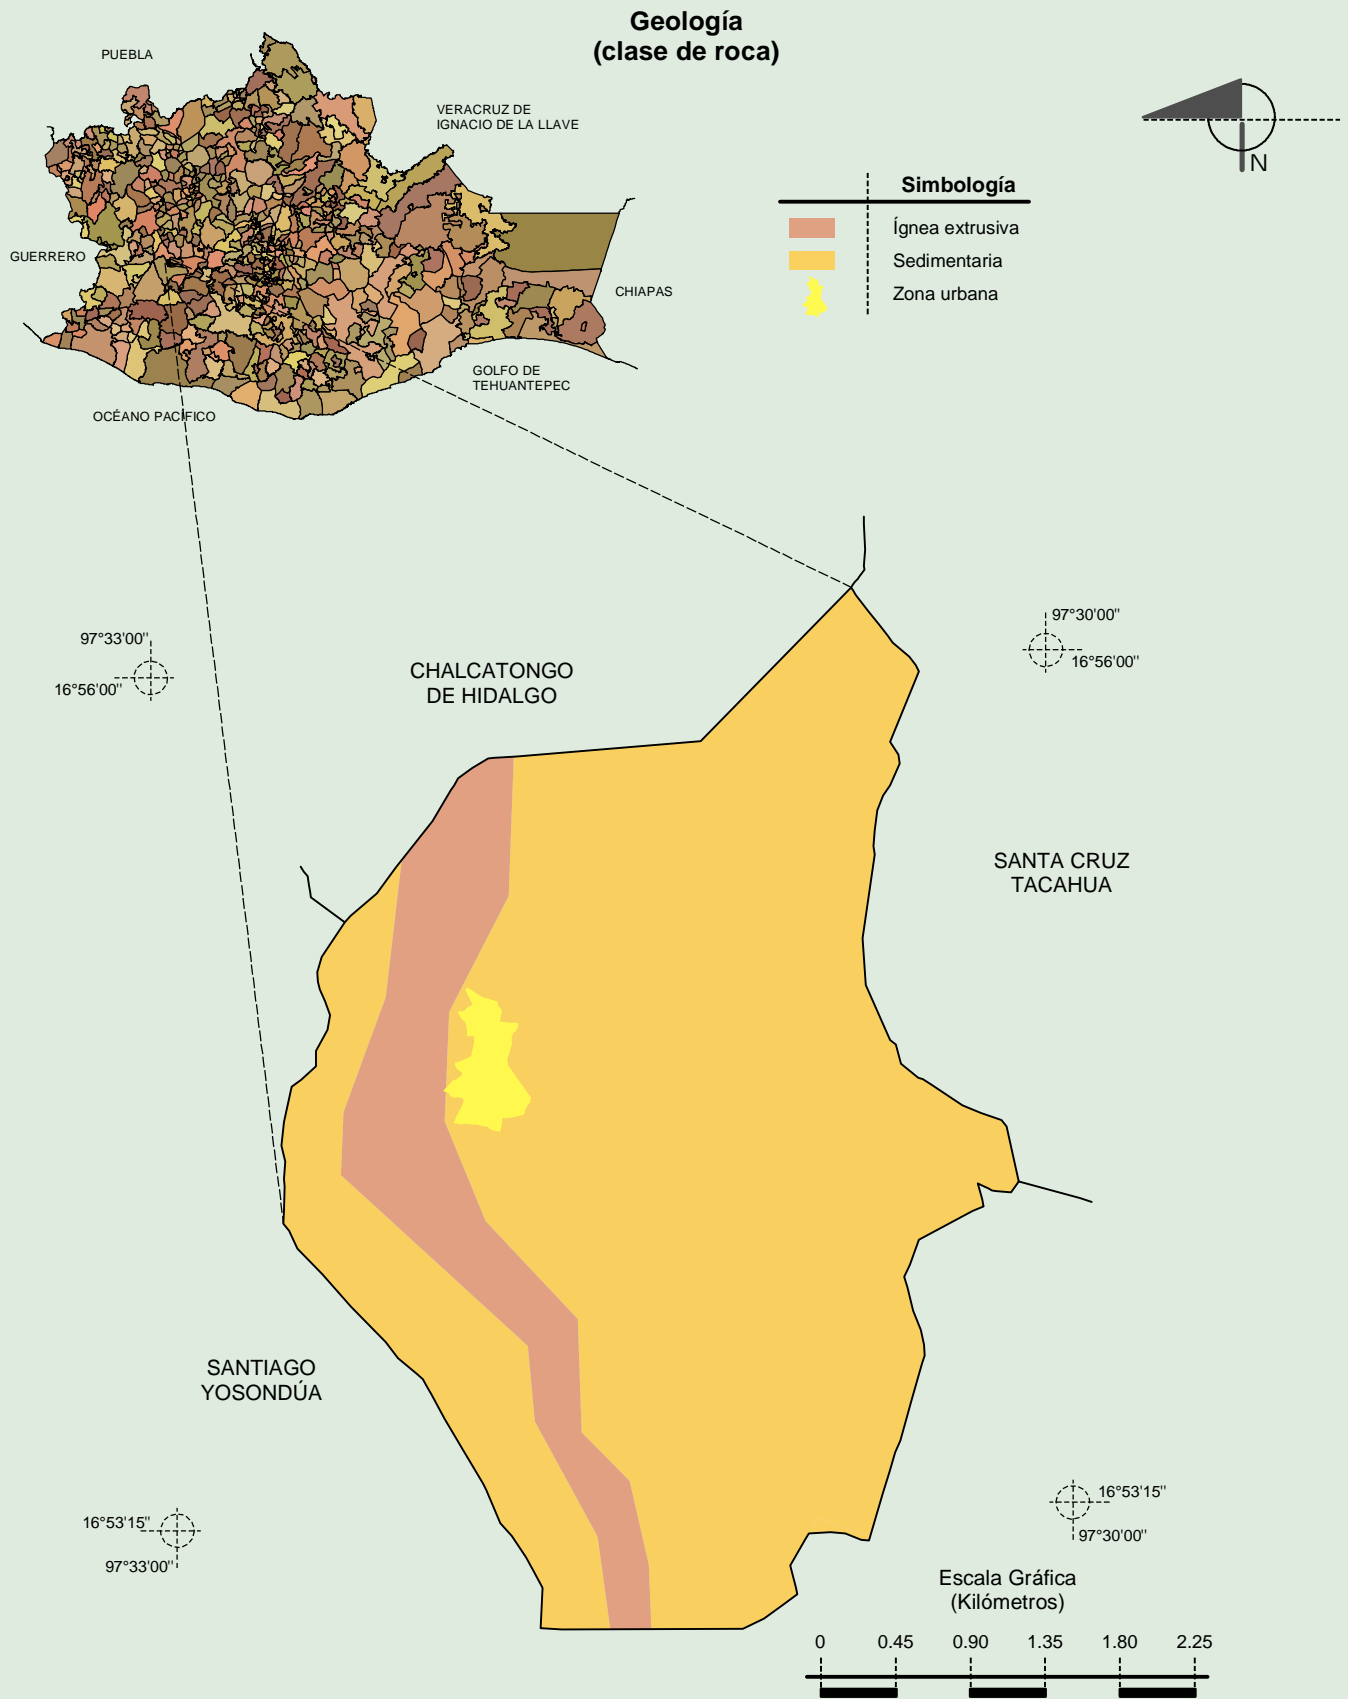 Geología
(clase de roca)
PUEBLA
VERACRUZ DE
IGNACIO DE LA LLAVE
GUERRERO
CHIAPAS
GOLFO DE
TEHUANTEPEC
OCÉANO PACÍFICO
N
Simbología
Ígnea extrusiva
Sedimentaria
Zona urbana
97°33'00"
16°56'00"
97°30'00"
16°56'00"
CHALCATONGO
DE HIDALGO
SANTA CRUZ
TACAHUA
SANTIAGO
YOSONDÚA
16°53'15"
97°33'00"
16°53'15"
97°30'00"
Escala Gráfica
(Kilómetros)
0 0.45 0.90 1.35 1.80 2.25